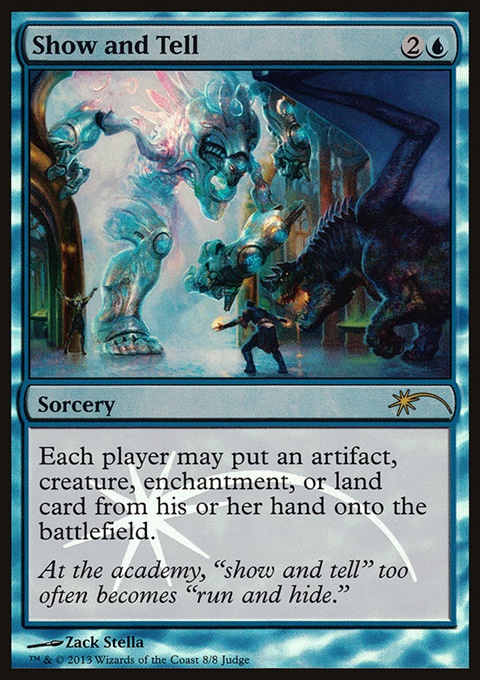 Show and Tell 2
Sorcery
Each player may put an artifact,
creature, enchantment, or land
card from his or her hand onto the
battlefield.
At the academy, “show and tell” too
often becomes “run and hide.”
Zack Stella
™ & © 2013 Wizards of the Coast 8/8 Judge